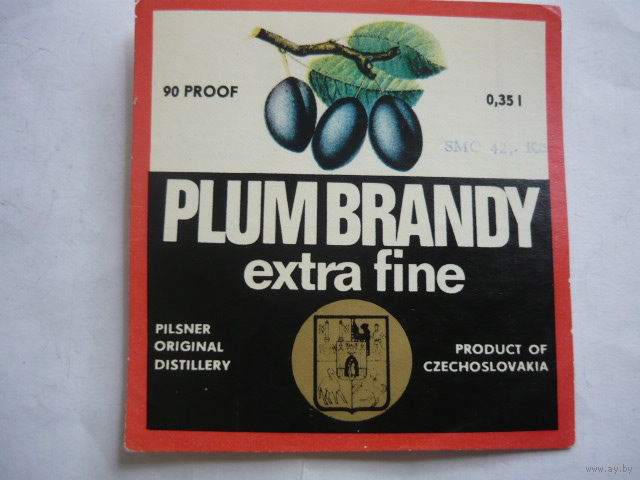 90 PROOF
0,35 l
SMC 42,- Kčs
PLUM BRANDY
extra fine
PILSNER
ORIGINAL
DISTILLERY
PRODUCT OF
CZECHOSLOVAKIA
www.ay.by